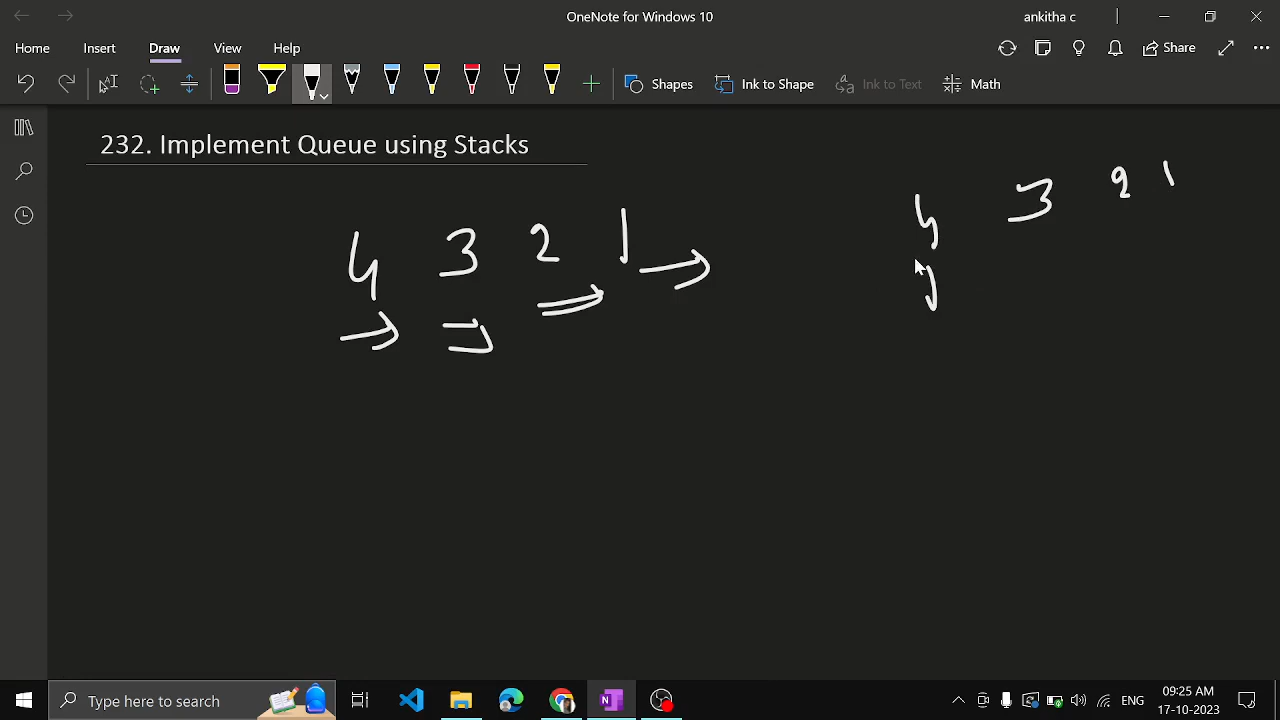 OneNote for Windows 10
ankitha c
Home Insert Draw View Help
Share
Shapes
Ink to Shape
Ink to Text
Math
232. Implement Queue using Stacks
4 3 2 1
4 3 2 1
Type here to search
N
ENG
09:25 AM
17-10-2023